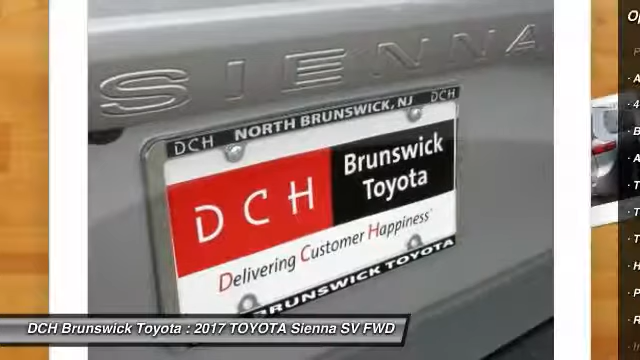 SIENNA
DCH NORTH BRUNSWICK, NJ DCH
DCH
Brunswick
Toyota
Delivering Customer Happiness
BRUNSWICK TOYOTA
DCH Brunswick Toyota : 2017 TOYOTA Sienna SV FWD